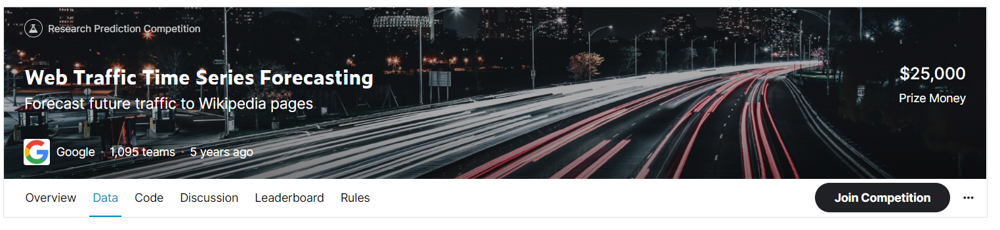 Research Prediction Competition
Web Traffic Time Series Forecasting
Forecast future traffic to Wikipedia pages
$25,000
Prize Money
Google · 1,095 teams · 5 years ago
Overview Data Code Discussion Leaderboard Rules
Join Competition